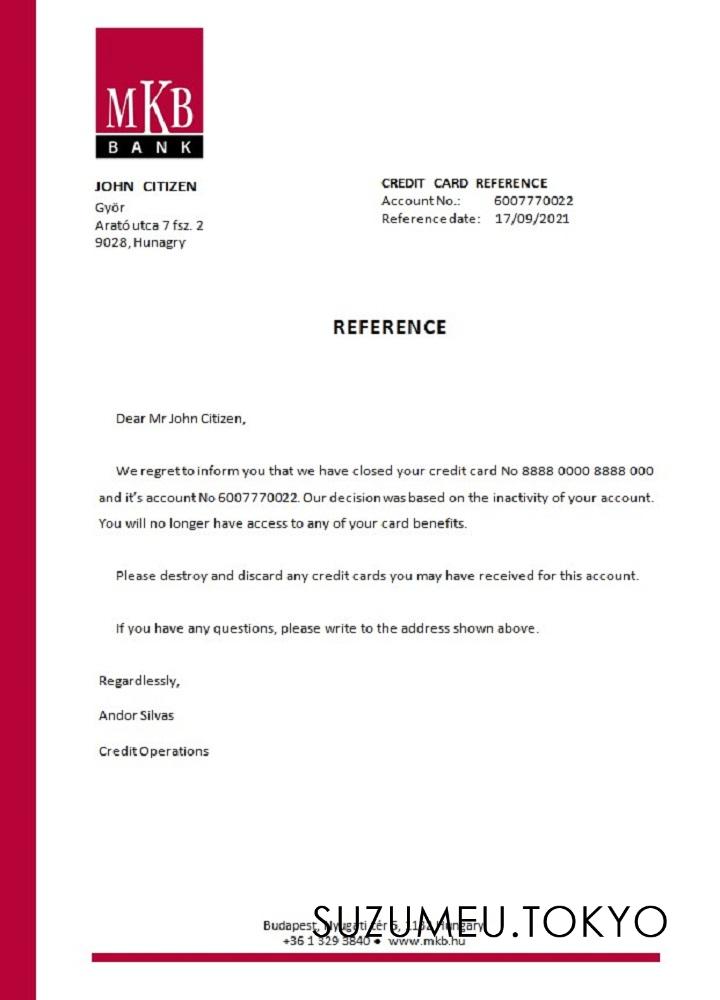 MKB
BANK
JOHN CITIZEN
Győr
Arató utca 7 fsz. 2
9028, Hunagry
CREDIT CARD REFERENCE
Account No.: 6007770022
Reference date: 17/09/2021
REFERENCE
Dear Mr John Citizen,
We regret to inform you that we have closed your credit card No 8888 0000 8888 000
and it's account No 6007770022. Our decision was based on the inactivity of your account.
You will no longer have access to any of your card benefits.
Please destroy and discard any credit cards you may have received for this account.
If you have any questions, please write to the address shown above.
Regardlessly,
Andor Silvas
Credit Operations
SUZUMEU.TOKYO
Budapest, Nyugati tér 5, 1132 Hungary
+36 1 329 3840 ● www.mkb.hu